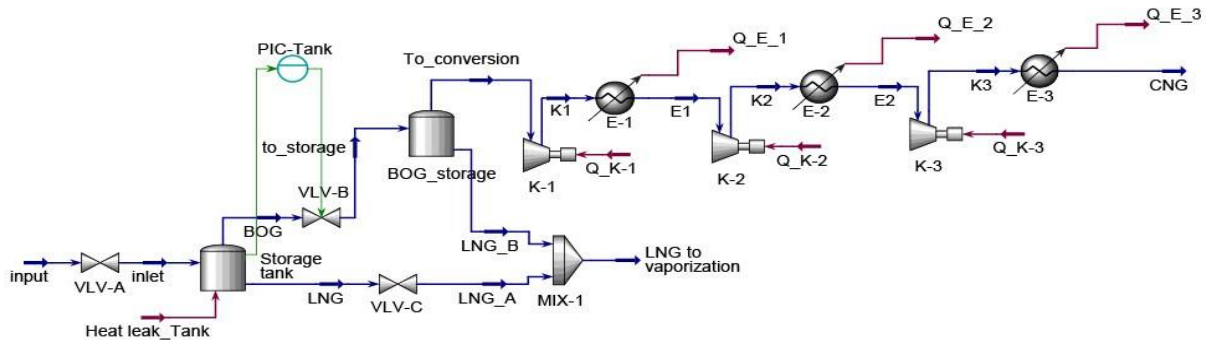 Q_E_1
Q_E_2
Q_E_3
PIC-Tank
To_conversion
K1
E-1
E1
K2
E-2
E2
K3
E-3
CNG
to_storage
BOG_storage
K-1
Q_K-1
K-2
Q_K-2
K-3
Q_K-3
VLV-B
BOG
input
VLV-A
inlet
Storage
tank
LNG
VLV-C
LNG_A
LNG_B
MIX-1
LNG to
vaporization
Heat leak_Tank